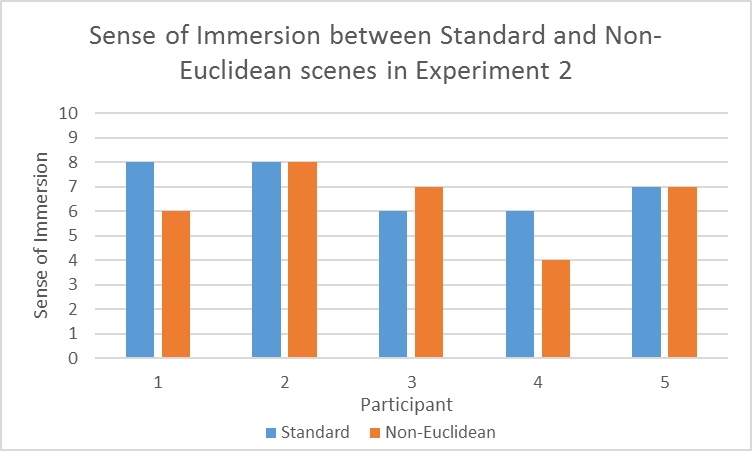 Sense of Immersion between Standard and Non-
Euclidean scenes in Experiment 2
Sense of Immersion
10
9
8
7
6
5
4
3
2
1
0
1 2 3 4 5
Participant
Standard Non-Euclidean